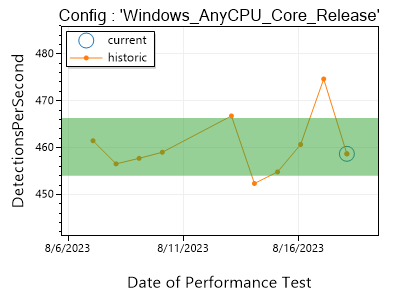 Config : 'Windows_AnyCPU_Core_Release'
current
historic
DetectionsPerSecond
480
470
460
450
8/6/2023
8/11/2023
8/16/2023
Date of Performance Test